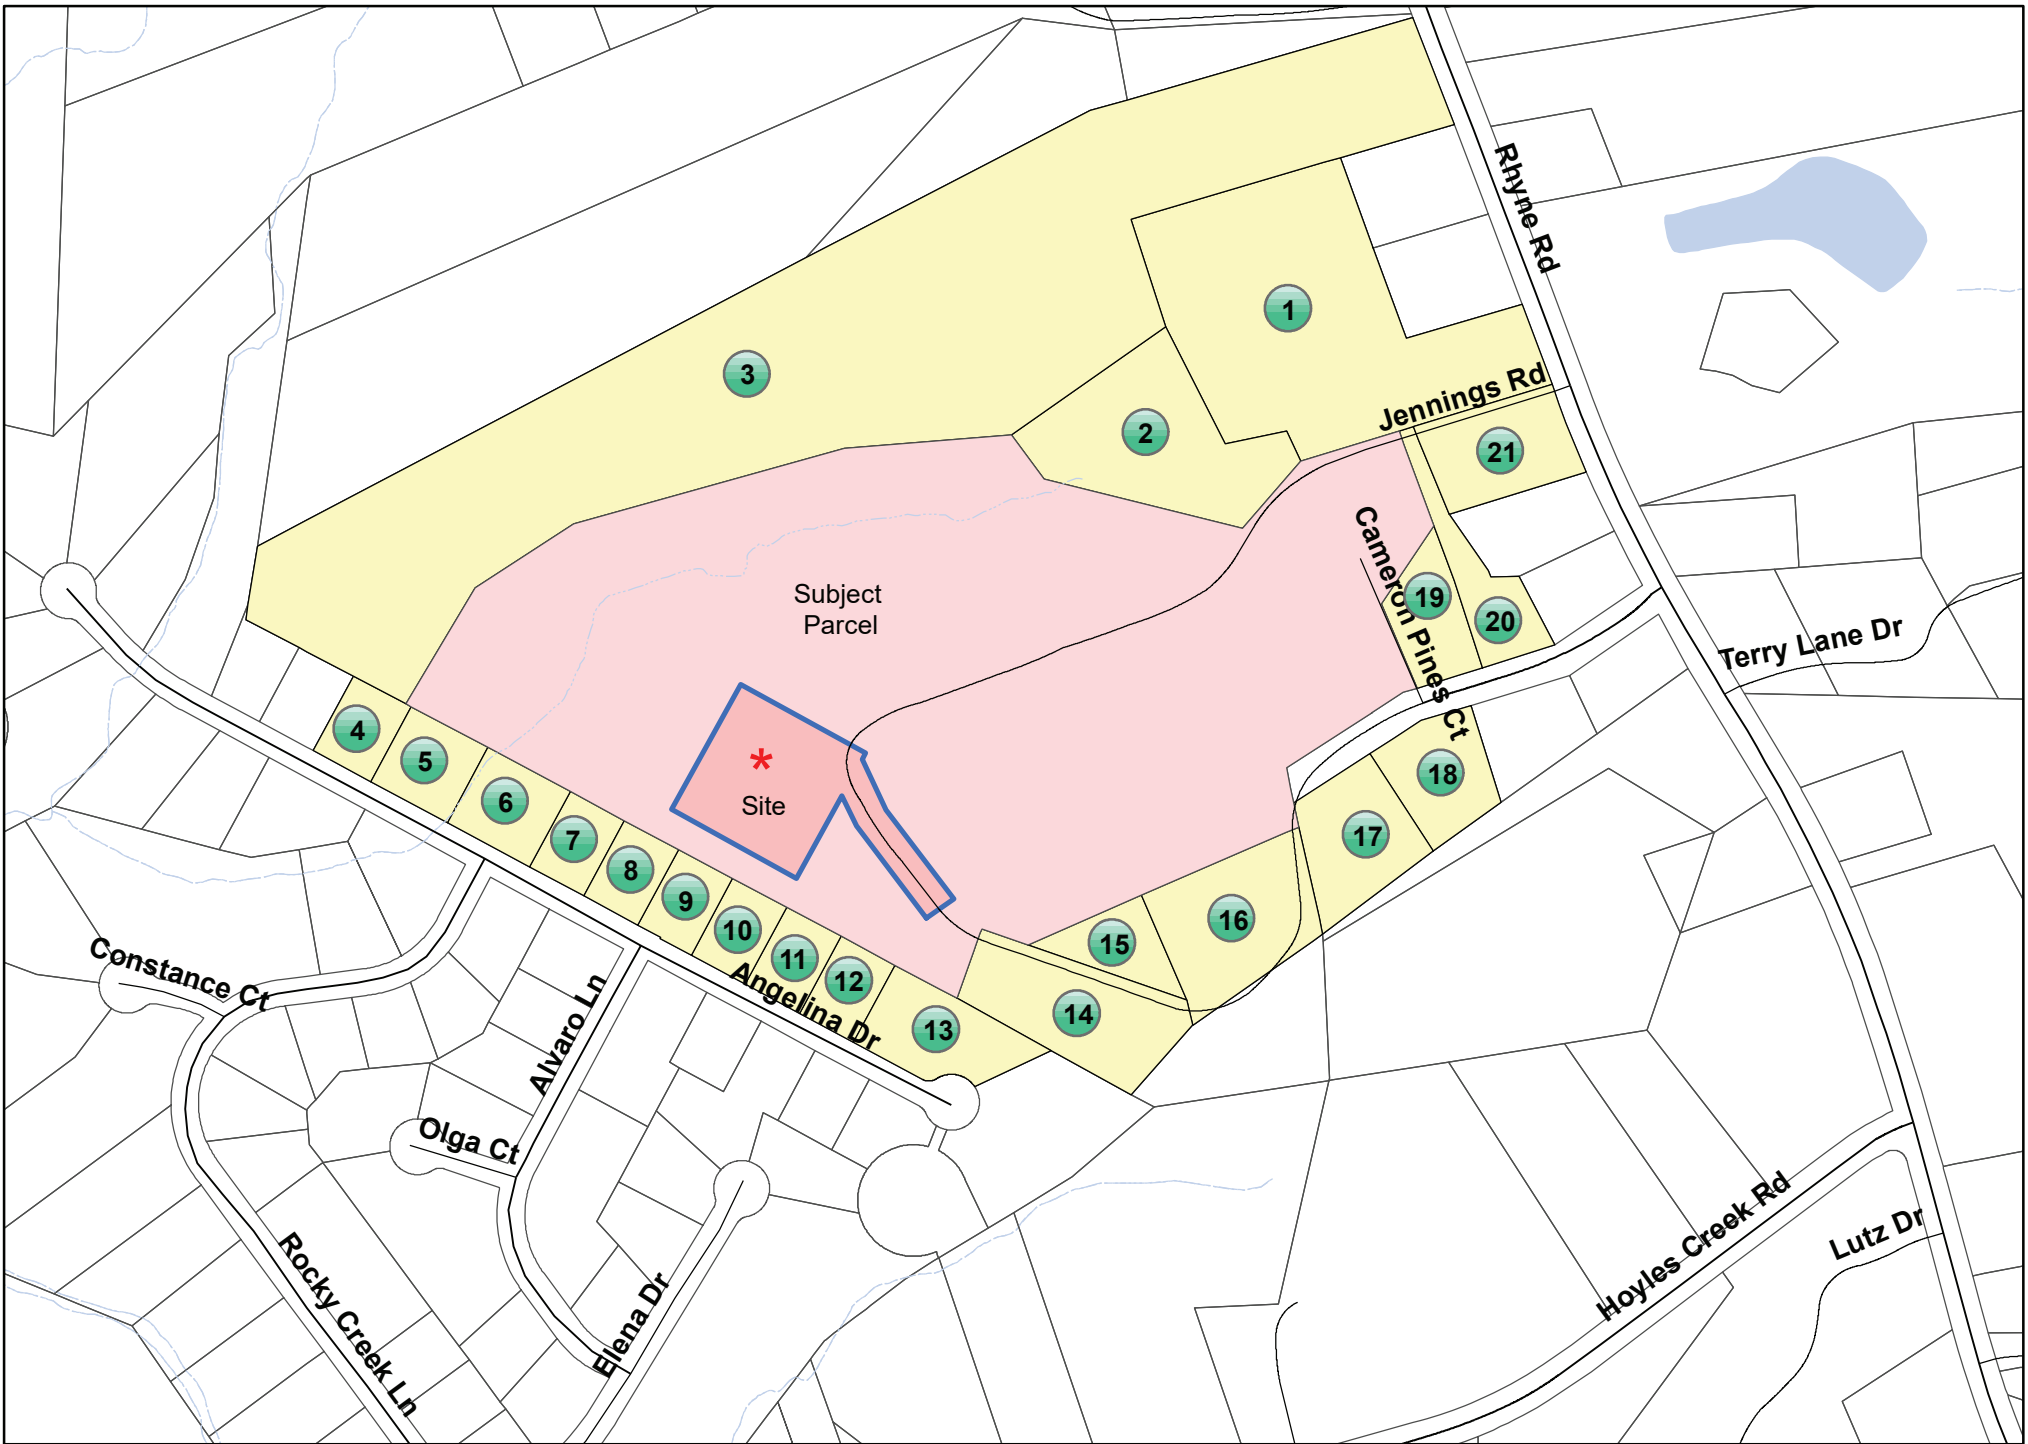 Rhyne Rd
1
3
Jennings Rd
2
21
Cameron Pines Ct
Subject
Parcel
19
20
Terry Lane Dr
4
5
*
18
6
Site
7
17
8
9
16
10
15
11
Angelina Dr
12
Constance Ct
14
13
Alvaro Ln
Olga Ct
Hoyles Creek Rd
Lutz Dr
Rocky Creek Ln
Elena Dr